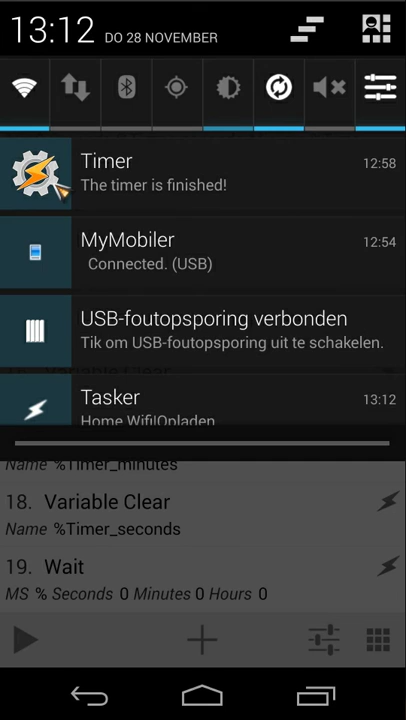 13:12 DO 28 NOVEMBER
Timer 12:58
The timer is finished!
MyMobiler 12:54
Connected. (USB)
USB-foutopsporing verbonden
Tik om USB-foutopsporing uit te schakelen.
Tasker 13:12
Home Wifi|Opladen
Name %Timer_minutes
18. Variable Clear
Name %Timer_seconds
19. Wait
MS % Seconds 0 Minutes 0 Hours 0